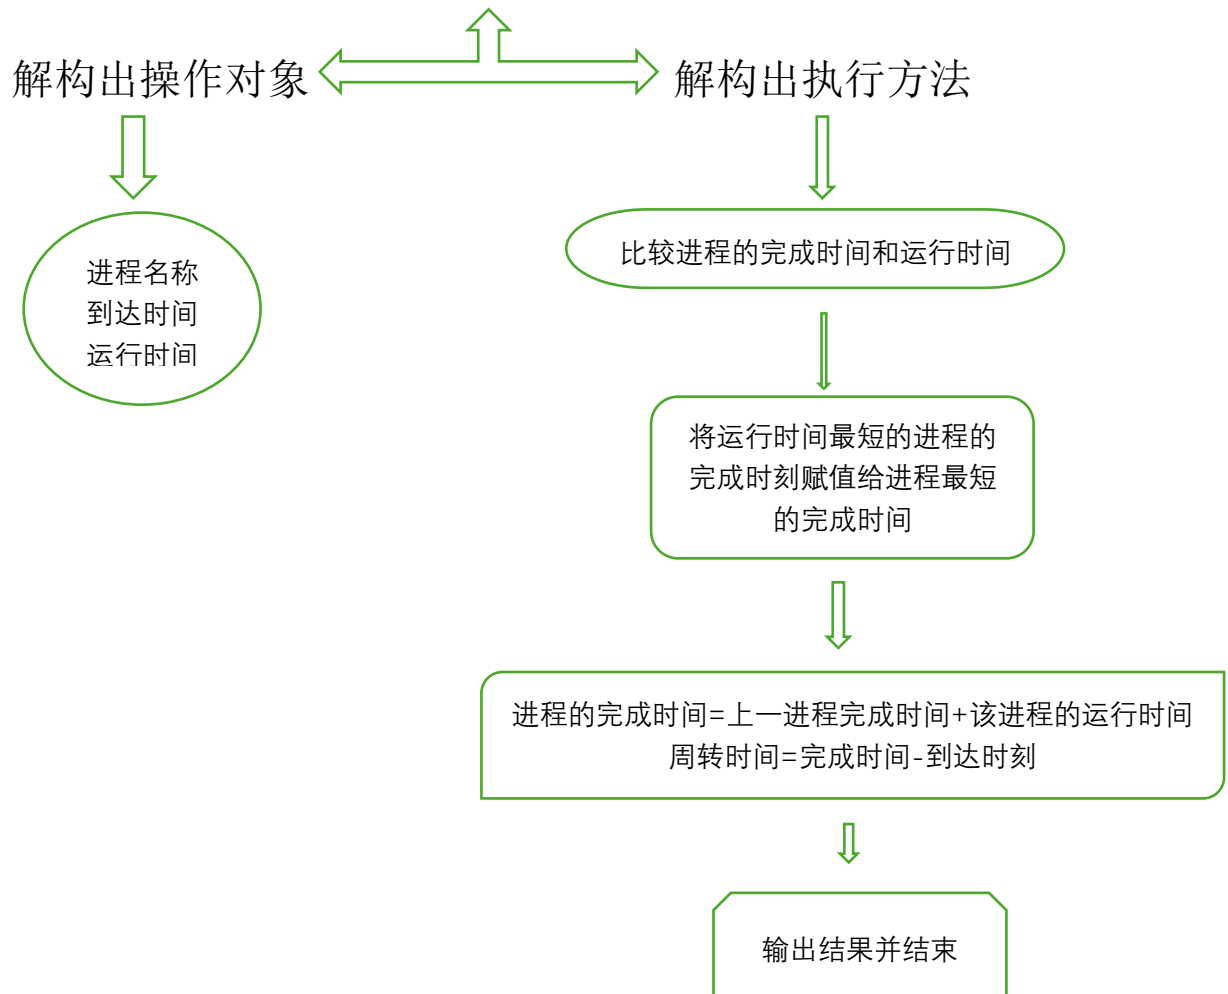 解构出操作对象
解构出执行方法
进程名称
到达时间
运行时间
比较进程的完成时间和运行时间
将运行时间最短的进程的
完成时刻赋值给进程最短
的完成时间
进程的完成时间=上一进程完成时间+该进程的运行时间
周转时间=完成时间-到达时刻
输出结果并结束